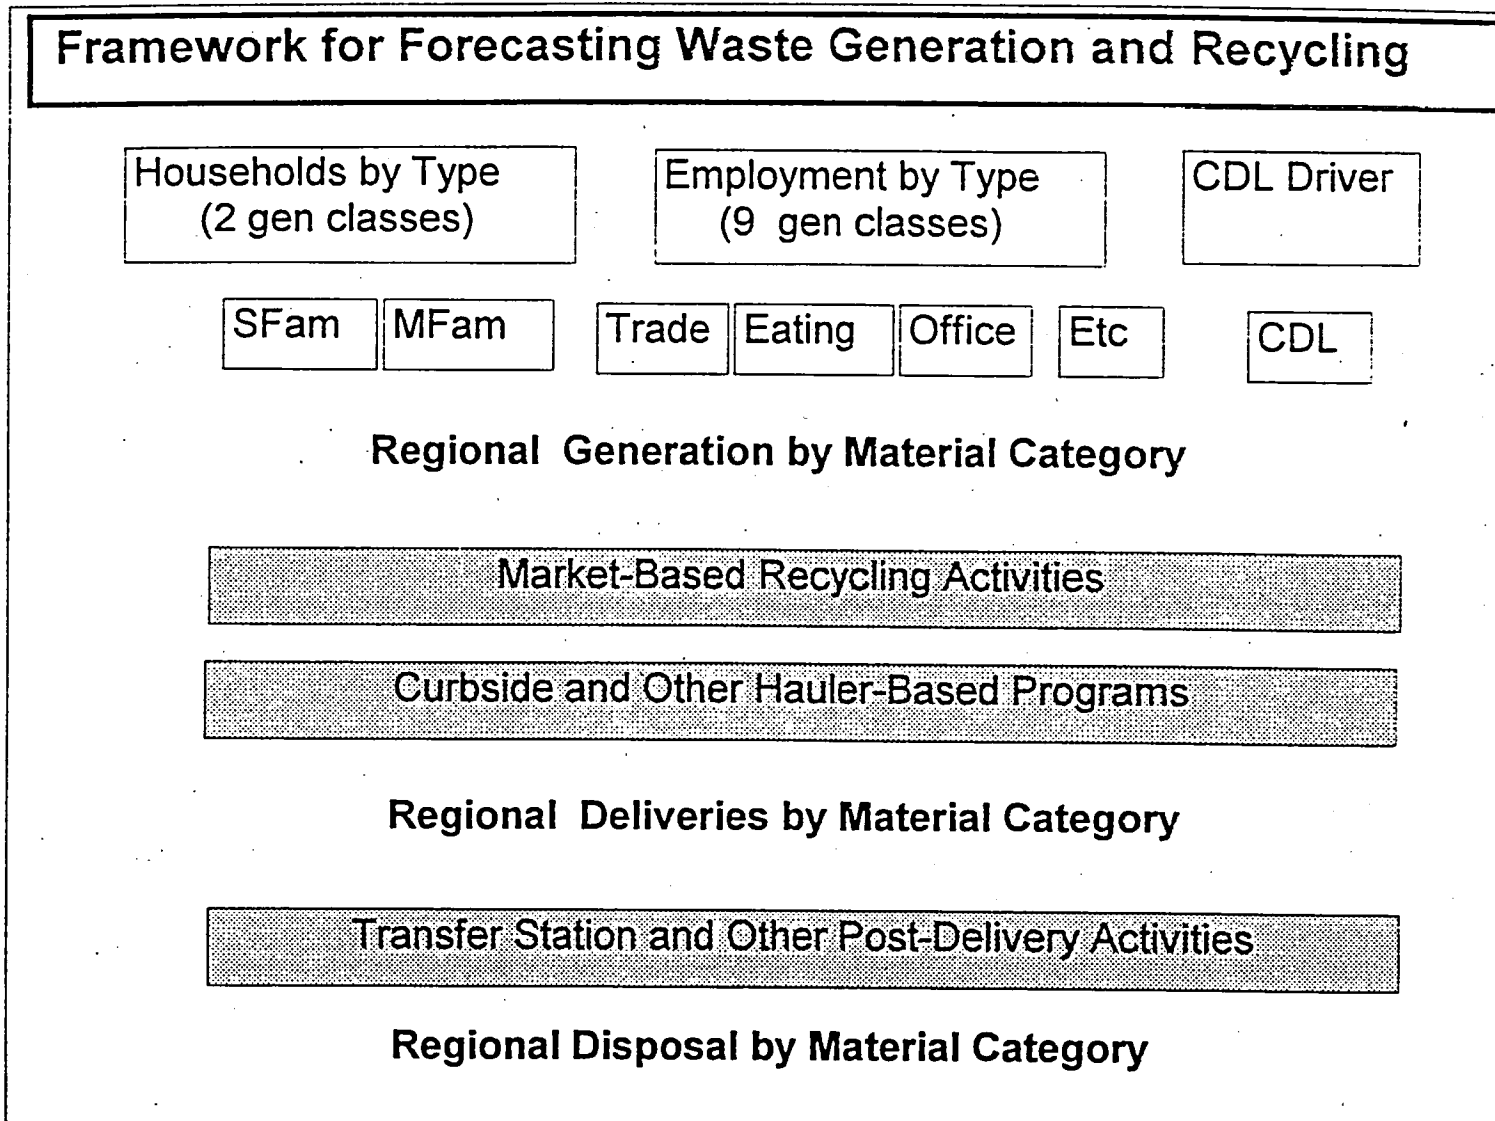 Framework for Forecasting Waste Generation and Recycling
Households by Type
(2 gen classes)
Employment by Type
(9 gen classes)
CDL Driver
SFam
MFam
Trade
Eating
Office
Etc
CDL
Regional Generation by Material Category
Market-Based Recycling Activities
Curbside and Other Hauler-Based Programs
Regional Deliveries by Material Category
Transfer Station and Other Post-Delivery Activities
Regional Disposal by Material Category